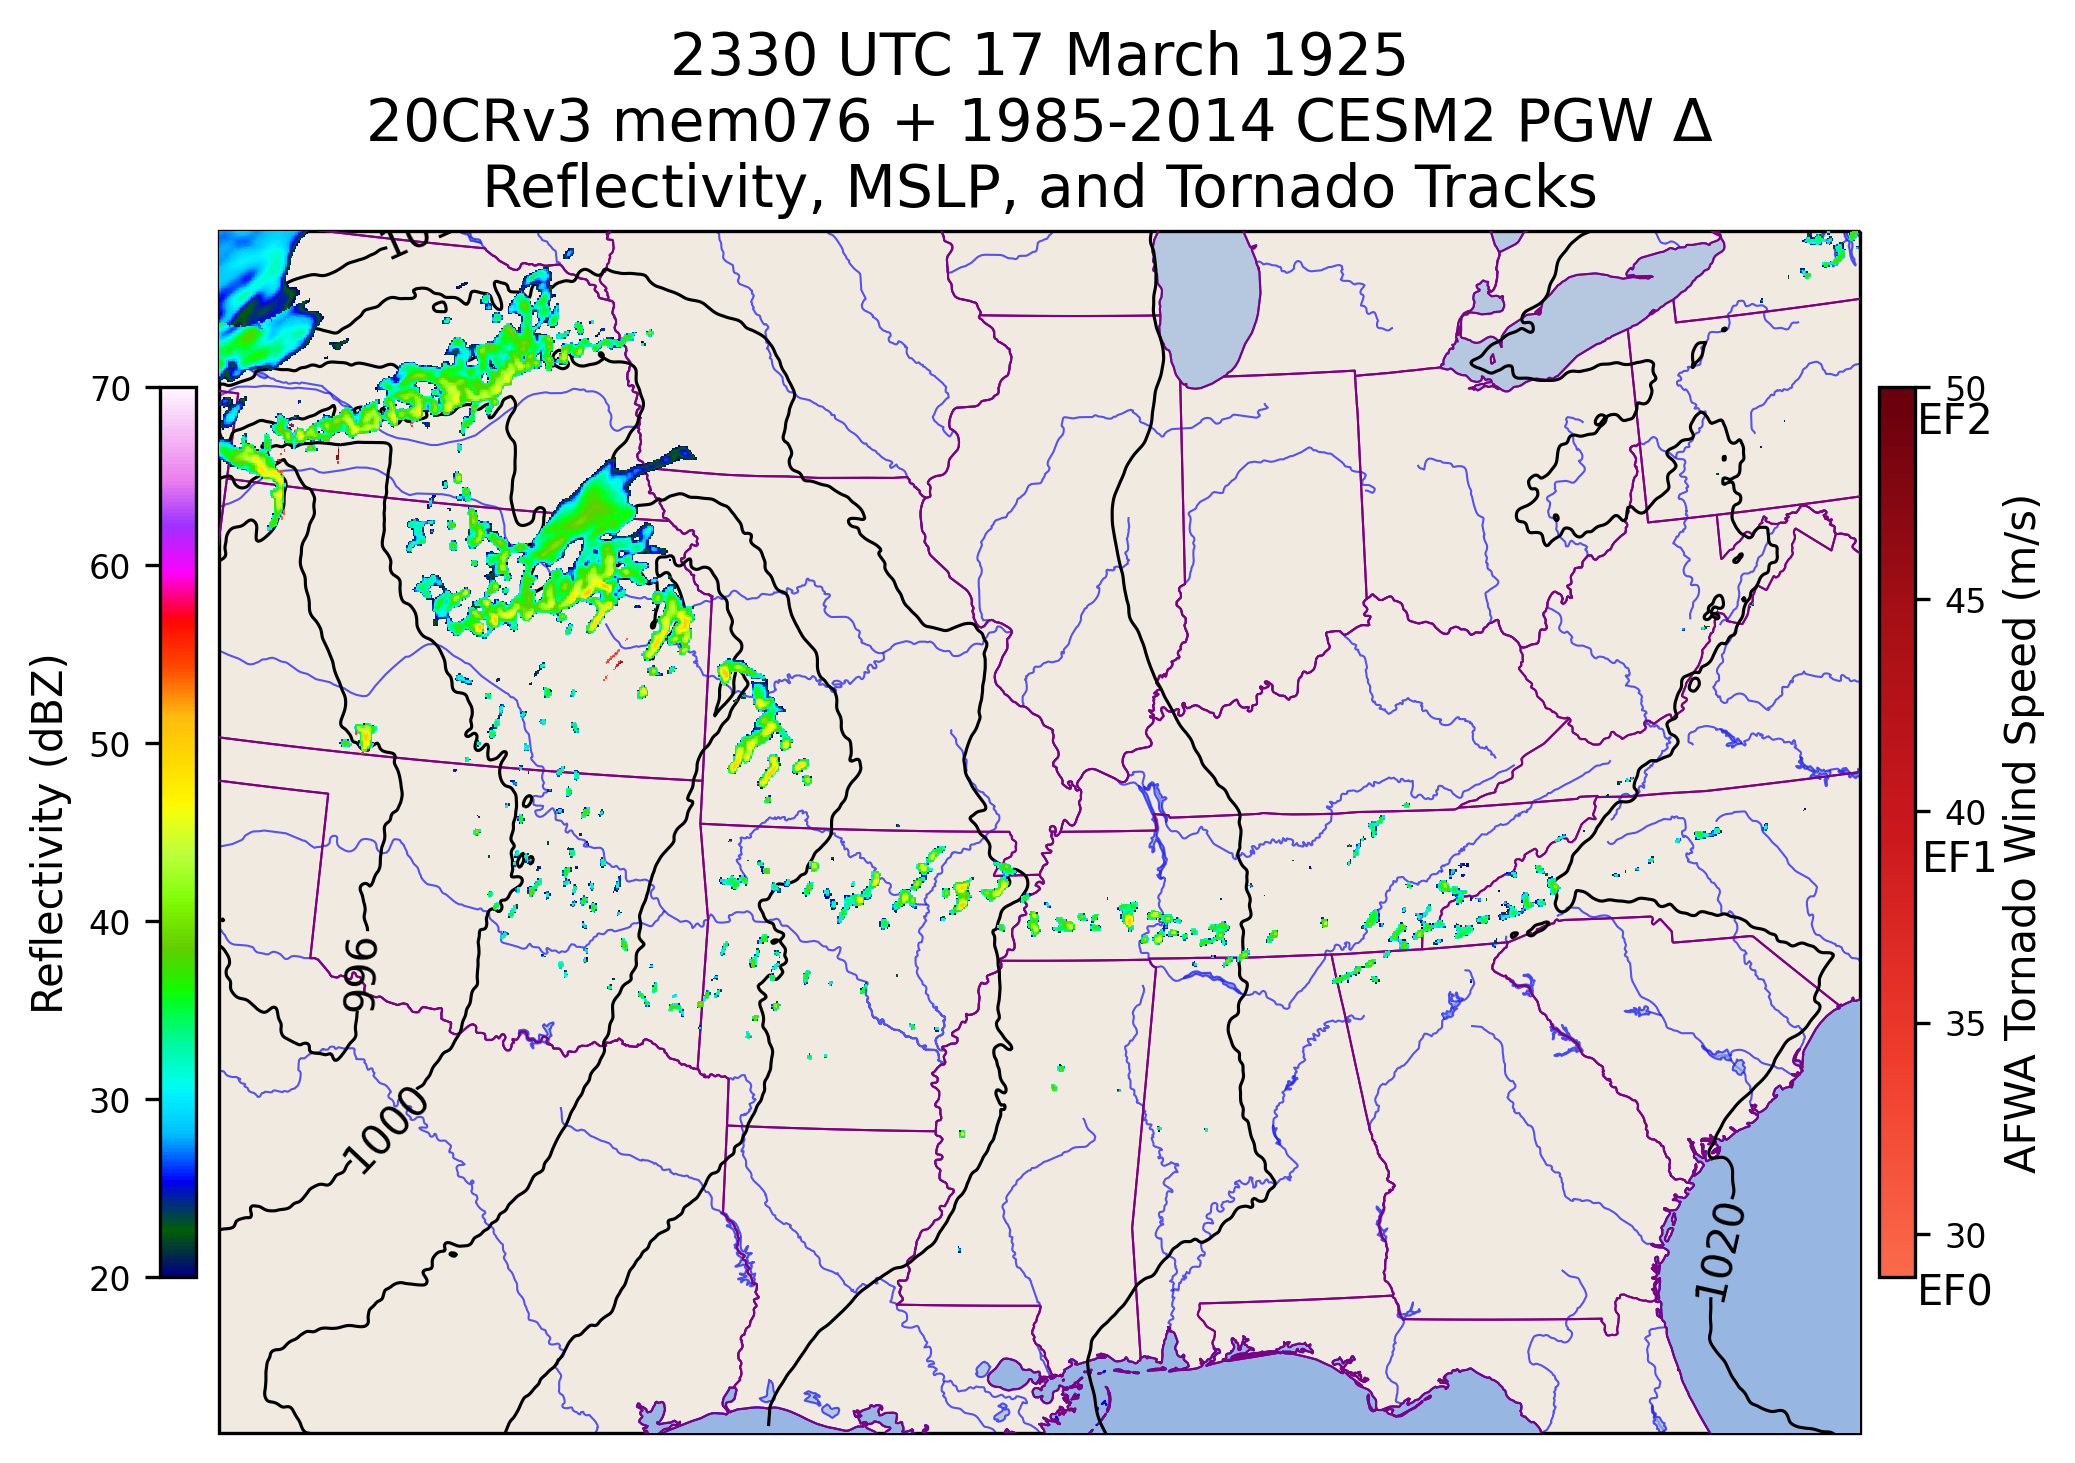 2330 UTC 17 March 1925
20CRv3 mem076 + 1985-2014 CESM2 PGW Δ
Reflectivity, MSLP, and Tornado Tracks
Reflectivity (dBZ)
70
60
50
40
30
20
996
1000
1020
50
EF2
45
40
EF1
35
30
EF0
AFWA Tornado Wind Speed (m/s)